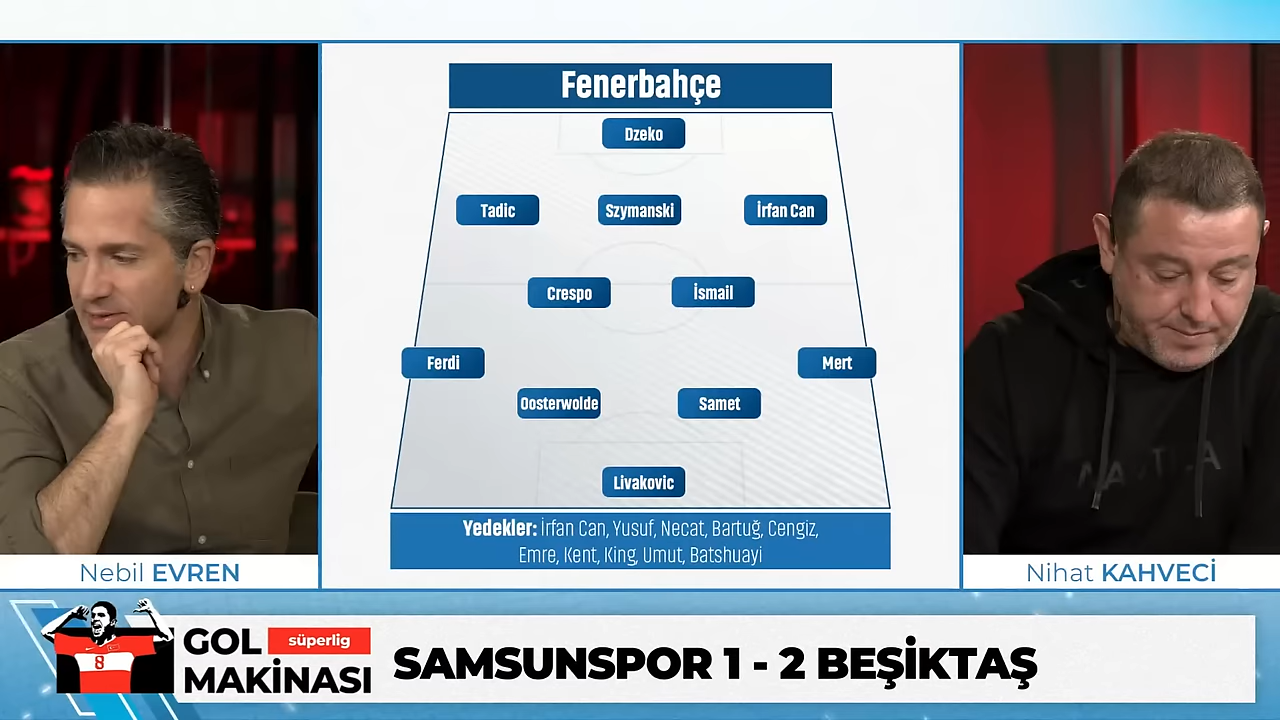 Fenerbahçe
Dzeko
Tadic
Szymanski
İrfan Can
Crespo
İsmail
Ferdi
Mert
Oosterwolde
Samet
Livakovic
Yedekler: İrfan Can, Yusuf, Necat, Bartuğ, Cengiz,
Emre, Kent, King, Umut, Batshuayi
NAUTICA
Nebil EVREN
Nihat KAHVECİ
8
GOL
süperlig
MAKİNASI
SAMSUNSPOR 1 - 2 BEŞİKTAŞ